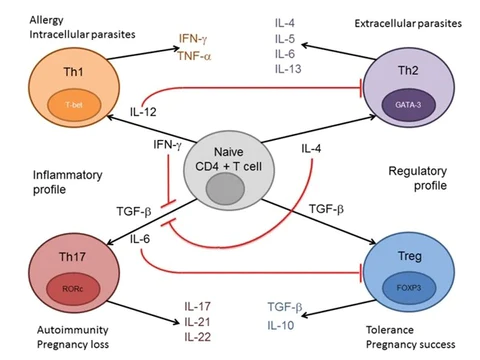 Allergy
Intracellular parasites
IFN-γ
TNF-α
IL-4
IL-5
IL-6
IL-13
Extracellular parasites
Th1
T-bet
IL-12
Th2
GATA-3
IFN-γ
Naive
CD4 + T cell
IL-4
Inflammatory
profile
Regulatory
profile
TGF-β
TGF-β
IL-6
Th17
RORc
Treg
FOXP3
IL-17
IL-21
IL-22
TGF-β
IL-10
Autoimmunity
Pregnancy loss
Tolerance
Pregnancy success